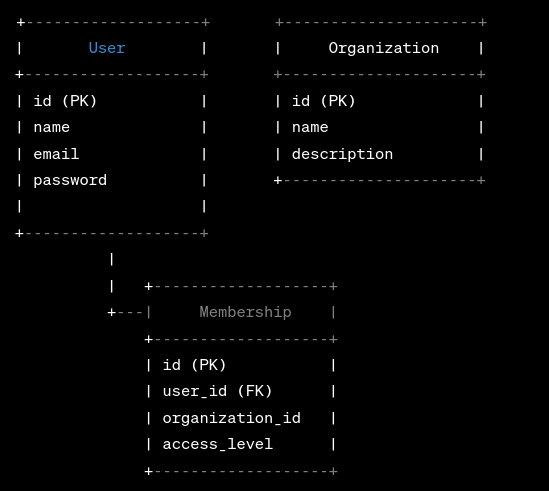 +-------------------+       +---------------------+
|       User        |       |     Organization    |
+-------------------+       +---------------------+
| id (PK)           |       | id (PK)             |
| name              |       | name                |
| email             |       | description         |
| password          |       +---------------------+
|                   |
+-------------------+
          |
          |   +-------------------+
          +---|     Membership    |
              +-------------------+
              | id (PK)           |
              | user_id (FK)      |
              | organization_id   |
              | access_level      |
              +-------------------+